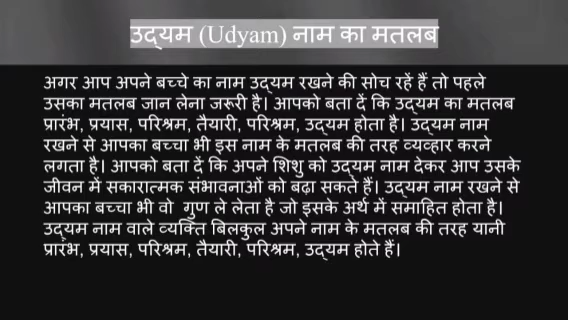 उद्यम (Udyam) नाम का मतलब
अगर आप अपने बच्चे का नाम उद्यम रखने की सोच रहें हैं तो पहले
उसका मतलब जान लेना जरूरी है। आपको बता दें कि उद्यम का मतलब
प्रारंभ, प्रयास, परिश्रम, तैयारी, परिश्रम, उद्यम होता है। उद्यम नाम
रखने से आपका बच्चा भी इस नाम के मतलब की तरह व्यव्हार करने
लगता है। आपको बता दें कि अपने शिशु को उद्यम नाम देकर आप उसके
जीवन में सकारात्मक संभावनाओं को बढ़ा सकते हैं। उद्यम नाम रखने से
आपका बच्चा भी वो गुण ले लेता है जो इसके अर्थ में समाहित होता है।
उद्यम नाम वाले व्यक्ति बिलकुल अपने नाम के मतलब की तरह यानी
प्रारंभ, प्रयास, परिश्रम, तैयारी, परिश्रम, उद्यम होते हैं।